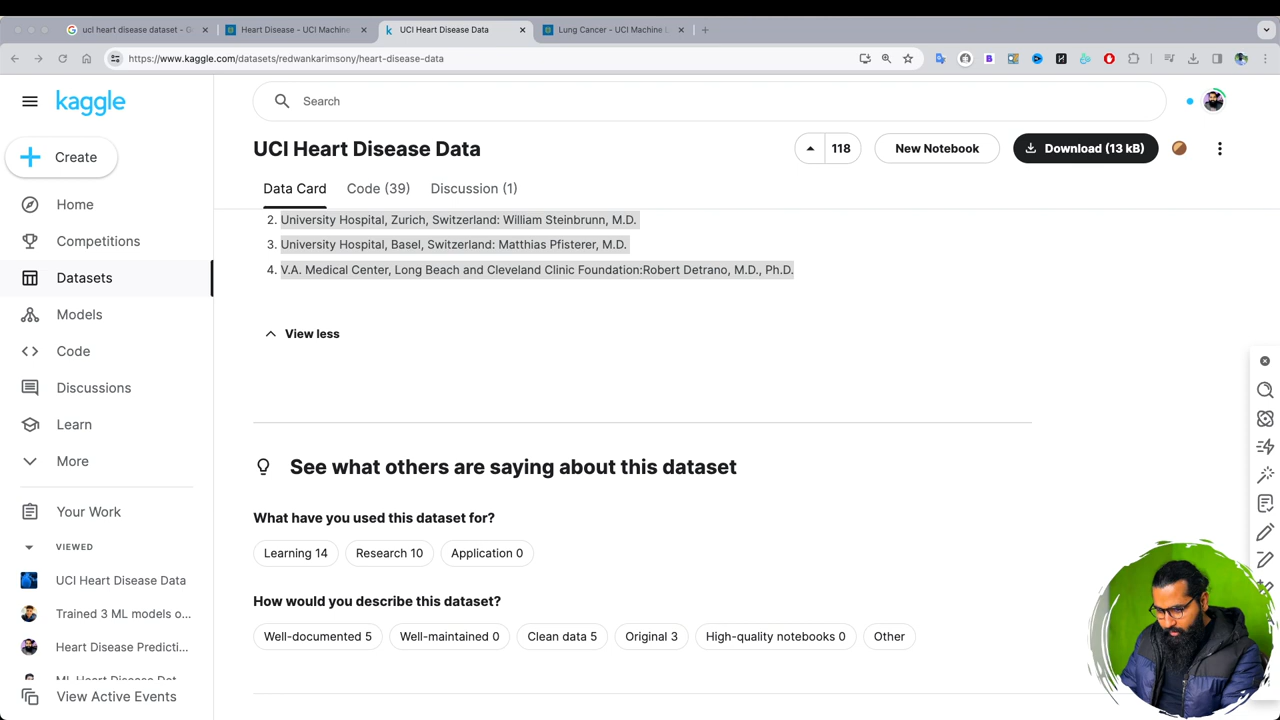 uci heart disease dataset - G
Heart Disease - UCI Machine
UCI Heart Disease Data
Lung Cancer - UCI Machine L
https://www.kaggle.com/datasets/redwankarimsony/heart-disease-data
kaggle
Search
Create
UCI Heart Disease Data
118
New Notebook
Download (13 kB)
Data Card
Code (39)
Discussion (1)
Home
Competitions
Datasets
Models
Code
Discussions
Learn
More
Your Work
VIEWED
UCI Heart Disease Data
Trained 3 ML models o...
Heart Disease Predicti...
ML Heart Disease Det
View Active Events
2. University Hospital, Zurich, Switzerland: William Steinbrunn, M.D.
3. University Hospital, Basel, Switzerland: Matthias Pfisterer, M.D.
4. V.A. Medical Center, Long Beach and Cleveland Clinic Foundation:Robert Detrano, M.D., Ph.D.
View less
See what others are saying about this dataset
What have you used this dataset for?
Learning 14
Research 10
Application 0
How would you describe this dataset?
Well-documented 5
Well-maintained 0
Clean data 5
Original 3
High-quality notebooks 0
Other